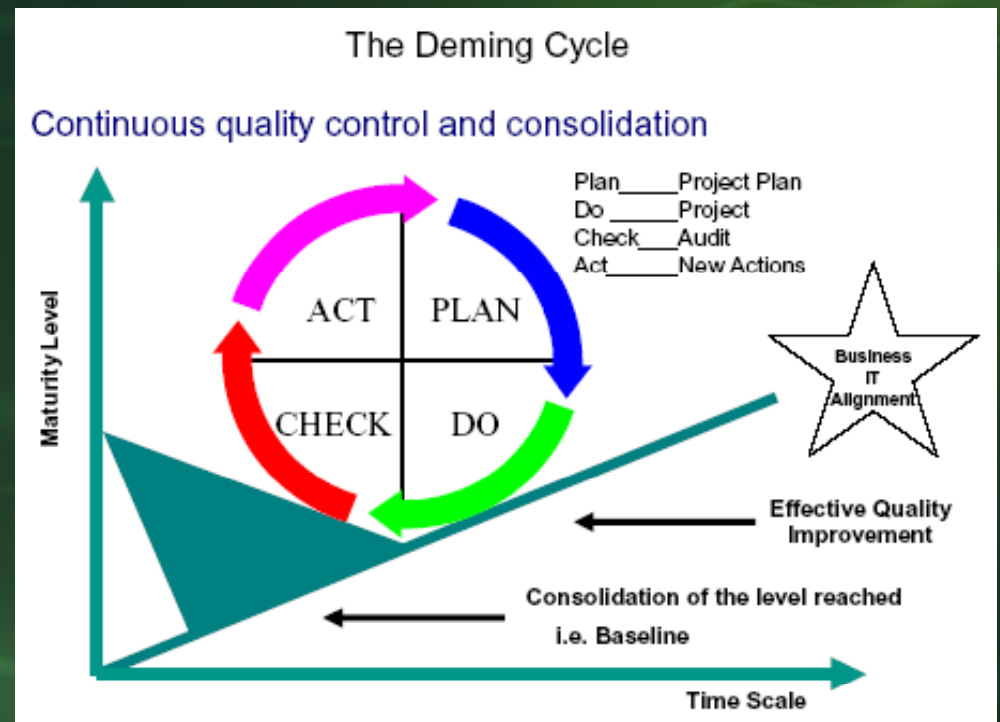 The Deming Cycle
Continuous quality control and consolidation
Plan_____Project Plan
Do ______Project
Check___Audit
Act______New Actions
ACT
PLAN
CHECK
DO
Maturity Level
Business
IT
Alignment
Effective Quality
Improvement
Consolidation of the level reached
i.e. Baseline
Time Scale